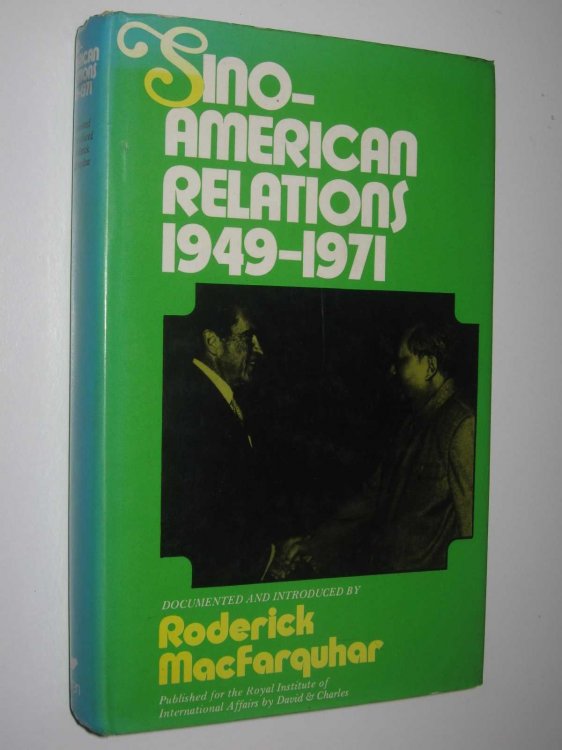 SINO-
AMERICAN
RELATIONS
1949-1971
DOCUMENTED AND INTRODUCED BY
Roderick
MacFarquhar
Published for the Royal Institute of
International Affairs by David & Charles